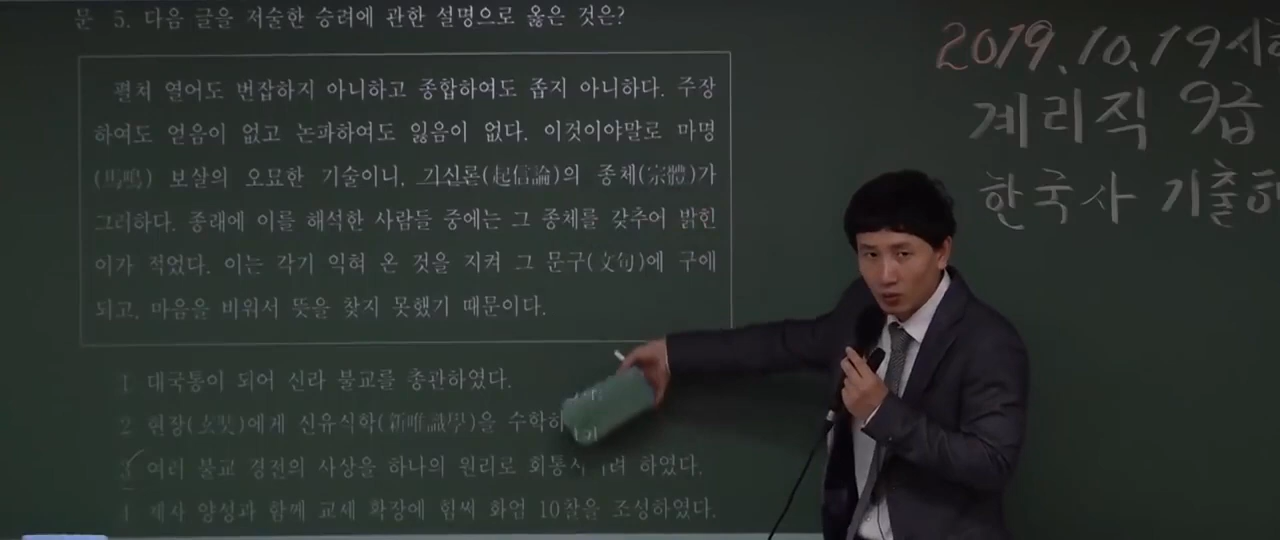 문 5. 다음 글을 저술한 승려에 관한 설명으로 옳은 것은?
펼쳐 열어도 번잡하지 아니하고 종합하여도 좁지 아니하다. 주장
하여도 얻음이 없고 논파하여도 잃음이 없다. 이것이야말로 마명
(馬鳴) 보살의 오묘한 기술이니, 기신론(起信論)의 종체(宗體)가
그러하다. 종래에 이를 해석한 사람들 중에는 그 종체를 갖추어 밝힌
이가 적었다. 이는 각기 익혀 온 것을 지켜 그 문구(文句)에 구애
되고, 마음을 비워서 뜻을 찾지 못했기 때문이다.
1 대국통이 되어 신라 불교를 총관하였다.
2 현장(玄奘)에게 신유식학(新唯識學)을 수학하
3 여러 불교 경전의 사상을 하나의 원리로 회통시 려 하였다.
4 제자 양성과 함께 교세 확장에 힘써 화엄 10찰을 조성하였다.
2019.10.19 시
계리직 9급
한국사 기출